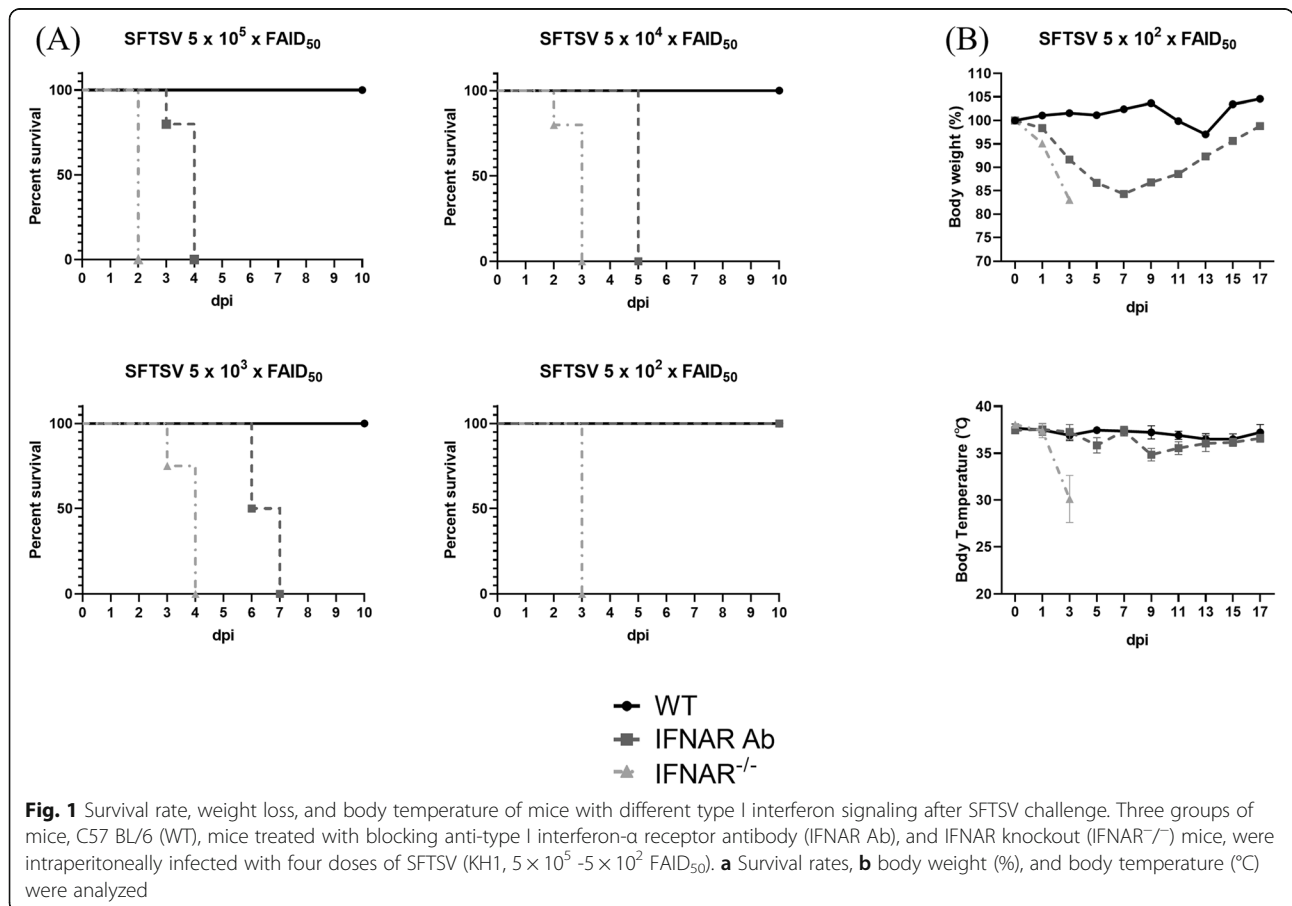 (A)
SFTSV 5 x 10⁵ x FAID₅₀
Percent survival
100
50
0
0 1 2 3 4 5 6 7 8 9 10
dpi
SFTSV 5 x 10⁴ x FAID₅₀
Percent survival
100
50
0
0 1 2 3 4 5 6 7 8 9 10
dpi
(B)
SFTSV 5 x 10² x FAID₅₀
Body weight (%)
110
105
100
95
90
85
80
75
70
0 1 3 5 7 9 11 13 15 17
dpi
SFTSV 5 x 10³ x FAID₅₀
Percent survival
100
50
0
0 1 2 3 4 5 6 7 8 9 10
dpi
SFTSV 5 x 10² x FAID₅₀
Percent survival
100
50
0
0 1 2 3 4 5 6 7 8 9 10
dpi
Body Temperature (℃)
40
35
30
25
20
0 1 3 5 7 9 11 13 15 17
dpi
WT
IFNAR Ab
IFNAR⁻/⁻
Fig. 1 Survival rate, weight loss, and body temperature of mice with different type I interferon signaling after SFTSV challenge. Three groups of
mice, C57 BL/6 (WT), mice treated with blocking anti-type I interferon-α receptor antibody (IFNAR Ab), and IFNAR knockout (IFNAR⁻/⁻) mice, were
intraperitoneally infected with four doses of SFTSV (KH1, 5 × 10⁵ -5 × 10² FAID₅₀). a Survival rates, b body weight (%), and body temperature (°C)
were analyzed